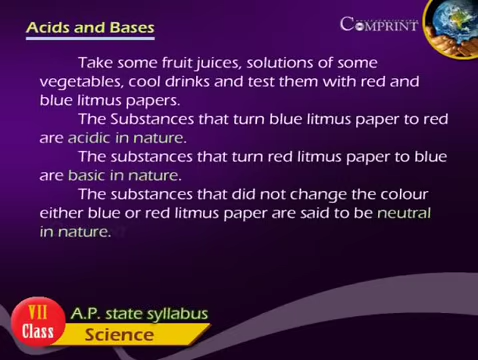 Acids and Bases
COMPRINT
Take some fruit juices, solutions of some
vegetables, cool drinks and test them with red and
blue litmus papers.
The Substances that turn blue litmus paper to red
are acidic in nature.
The substances that turn red litmus paper to blue
are basic in nature.
The substances that did not change the colour
either blue or red litmus paper are said to be neutral
in nature.
VII
Class
A.P. state syllabus
Science